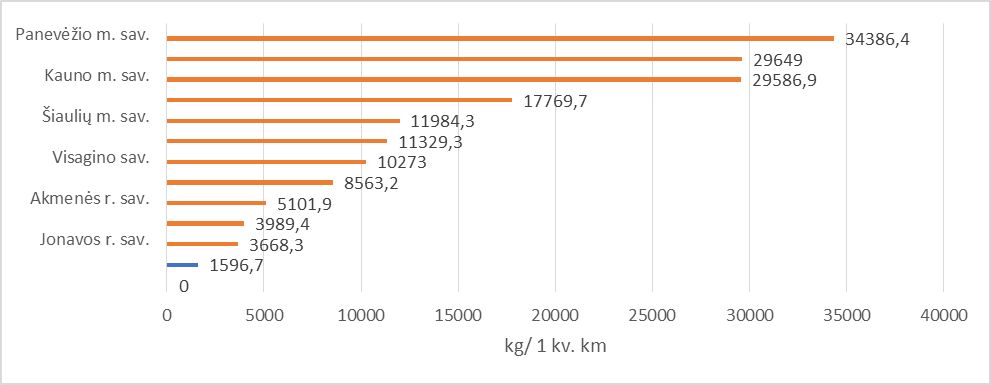 Panevėžio m. sav.
34386,4
29649
Kauno m. sav.
29586,9
17769,7
Šiaulių m. sav.
11984,3
11329,3
Visagino sav.
10273
8563,2
Akmenės r. sav.
5101,9
3989,4
Jonavos r. sav.
3668,3
1596,7
0
0 5000 10000 15000 20000 25000 30000 35000 40000
kg/ 1 kv. km